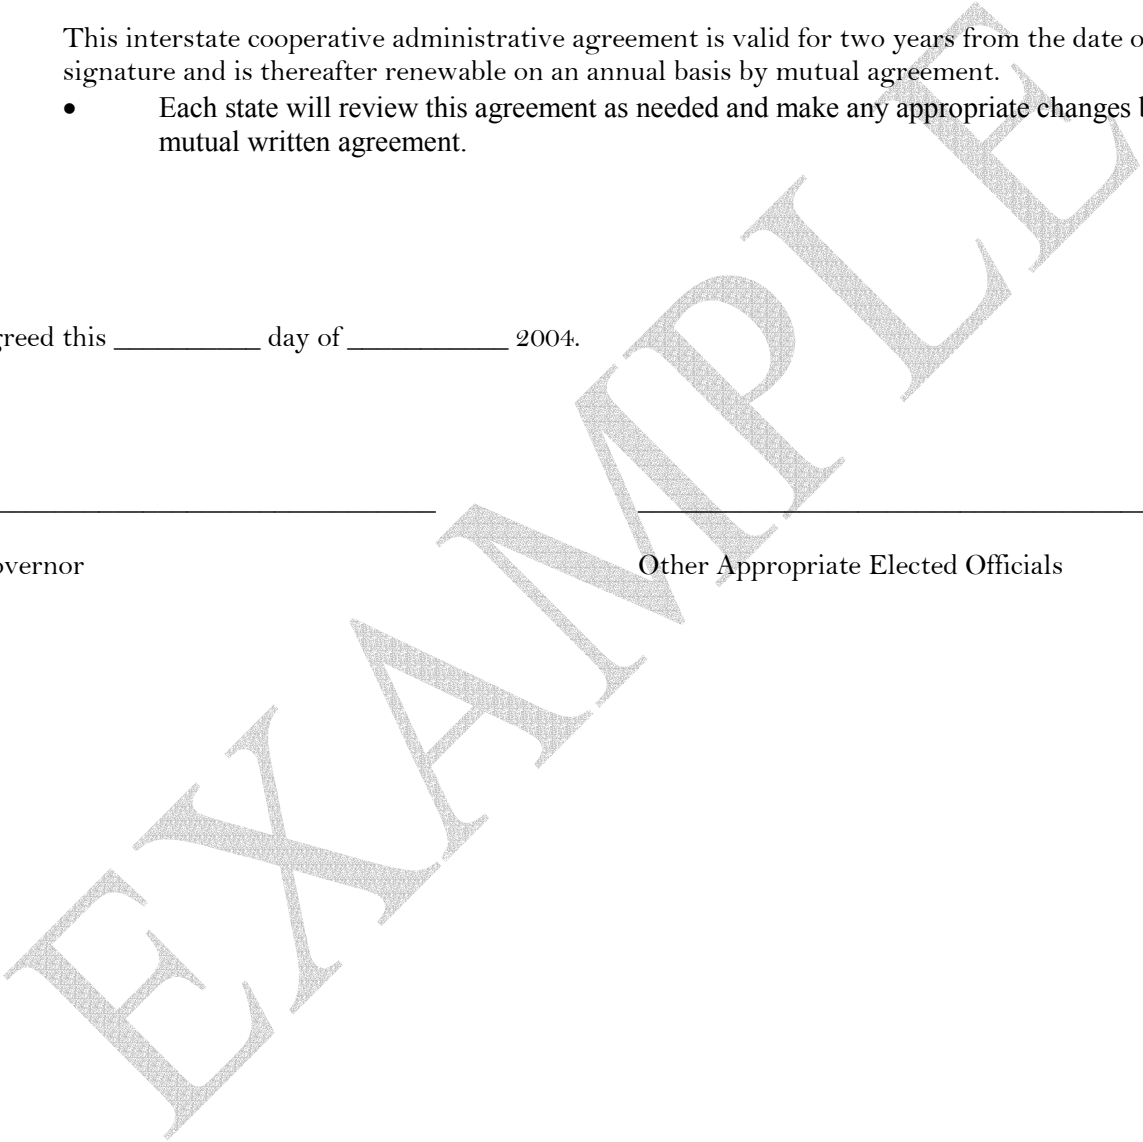 This interstate cooperative administrative agreement is valid for two years from the date o
signature and is thereafter renewable on an annual basis by mutual agreement.
• Each state will review this agreement as needed and make any appropriate changes b
mutual written agreement.
greed this __________ day of ___________ 2004.
overnor
Other Appropriate Elected Officials
EXAMPLE